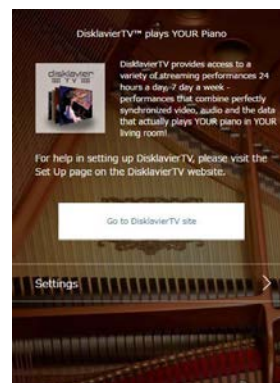 DisklavierTV™ plays YOUR Piano
disklavier
TV
DisklavierTV provides access to a
variety of streaming performances 24
hours a day, 7 day a week -
performances that combine perfectly
synchronized video, audio and the data
that actually plays YOUR piano in YOUR
living room!
For help in setting up DisklavierTV, please visit the
Set Up page on the DisklavierTV website.
Go to DisklavierTV site
Settings